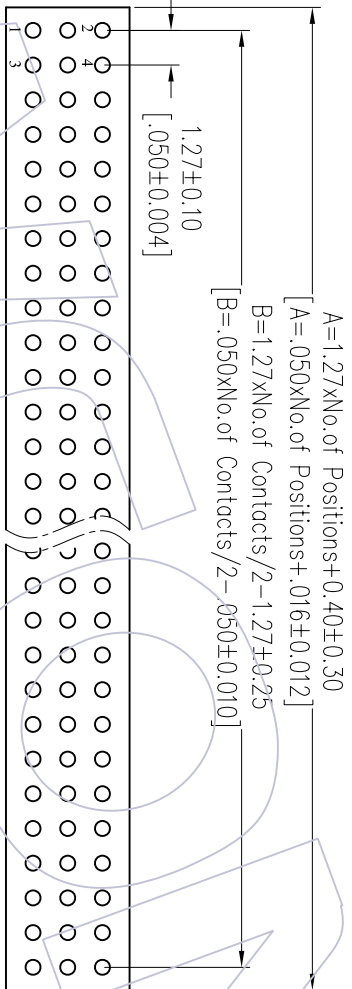 A=1.27xNo.of Positions+0.40±0.30
[A=.050xNo.of Positions+.016±0.012]
B=1.27xNo.of Contacts/2-1.27±0.25
[B=.050xNo.of Contacts/2-.050±0.010]
1.27±0.10
[.050±0.004]
2 4
1 3